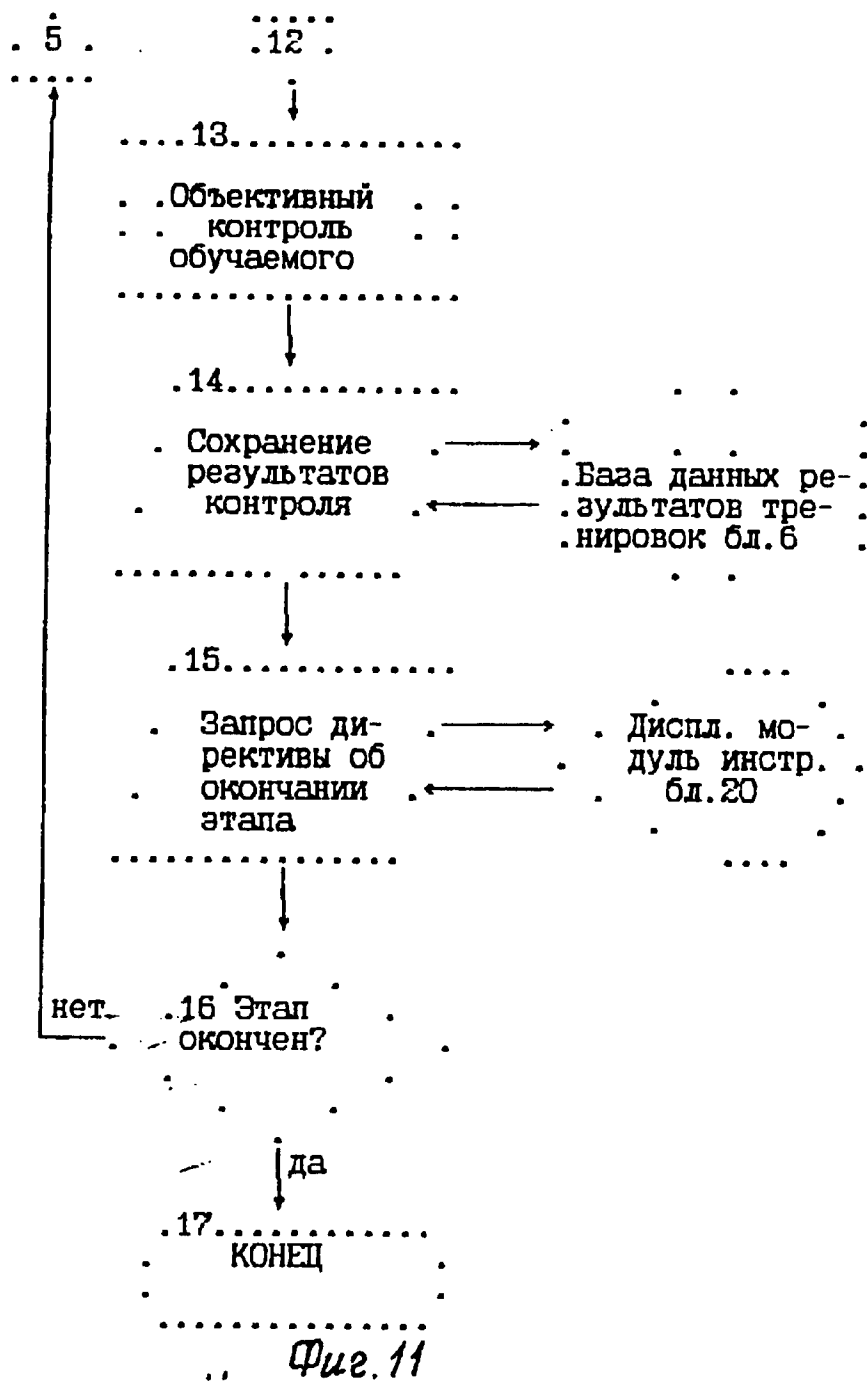 5
12
13
Объективный
контроль
обучаемого
14
Сохранение
результатов
контроля
База данных ре-
зультатов тре-
нировок бл.6
15
Запрос ди-
рективы об
окончании
этапа
Диспл. мо-
дуль инстр.
бл.20
нет
16 Этап
окончен?
да
17
КОНЕЦ
Фиг. 11